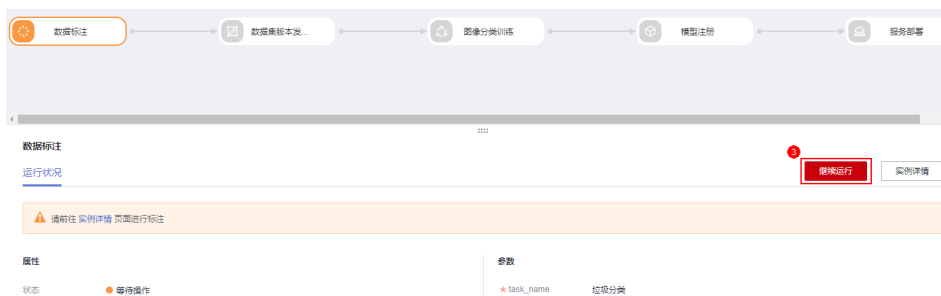 数据标注 数据集版本发... 图像分类训练 模型注册 服务部署
数据标注
3
运行状况 继续运行 实例详情
请前往 实例详情 页面进行标注
属性 参数
状态 等待操作 * task_name 垃圾分类